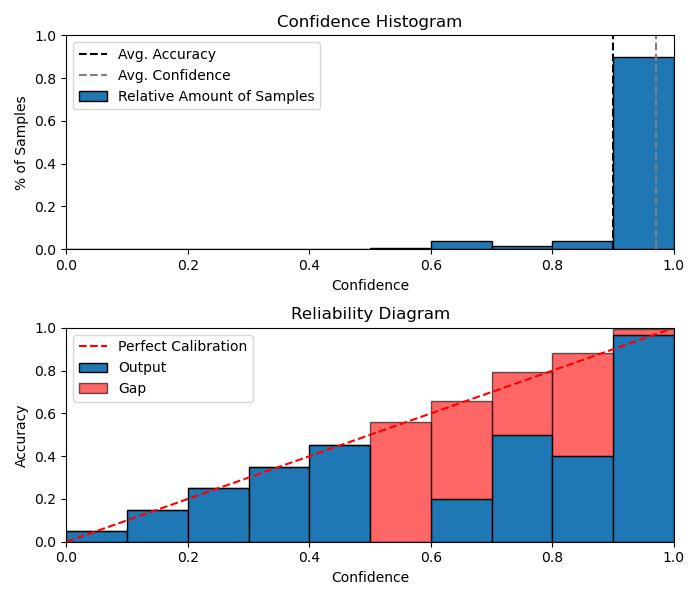 Confidence Histogram
1.0
0.8
0.6
0.4
0.2
0.0
% of Samples
Avg. Accuracy
Avg. Confidence
Relative Amount of Samples
0.0 0.2 0.4 0.6 0.8 1.0
Confidence
Reliability Diagram
1.0
0.8
0.6
0.4
0.2
0.0
Accuracy
Perfect Calibration
Output
Gap
0.0 0.2 0.4 0.6 0.8 1.0
Confidence